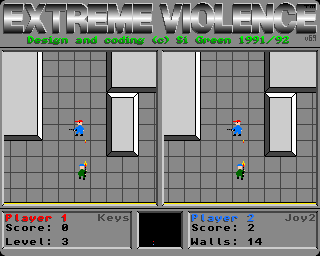 EXTREME VIOLENCE
Design and coding (c) Si Green 1991/92 v69
Player 1 Keys
Score: 0
Level: 3
Player 2 Joy2
Score: 2
Walls: 14